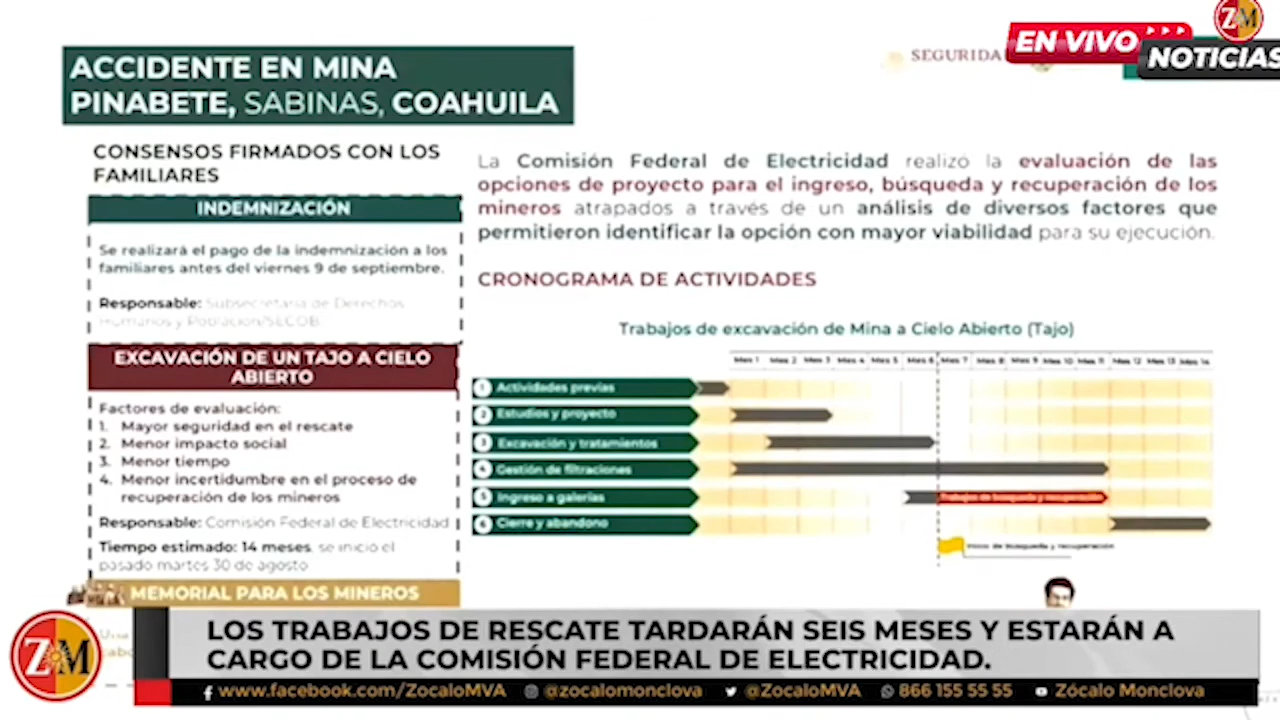 SEGURIDA
EN VIVO
NOTICIAS
ZM
ACCIDENTE EN MINA
PINABETE, SABINAS, COAHUILA
CONSENSOS FIRMADOS CON LOS
FAMILIARES
INDEMNIZACIÓN
Se realizará el pago de la indemnización a los
familiares antes del viernes 9 de septiembre.
Responsable: Subsecretaría de Derechos
Humanos y Población/SEGOB
EXCAVACIÓN DE UN TAJO A CIELO
ABIERTO
Factores de evaluación:
1. Mayor seguridad en el rescate
2. Menor impacto social
3. Menor tiempo
4. Menor incertidumbre en el proceso de
recuperación de los mineros
Responsable: Comisión Federal de Electricidad
Tiempo estimado: 14 meses, se inició el
pasado martes 30 de agosto
MEMORIAL PARA LOS MINEROS
La Comisión Federal de Electricidad realizó la evaluación de las
opciones de proyecto para el ingreso, búsqueda y recuperación de los
mineros atrapados a través de un análisis de diversos factores que
permitieron identificar la opción con mayor viabilidad para su ejecución.
CRONOGRAMA DE ACTIVIDADES
Trabajos de excavación de Mina a Cielo Abierto (Tajo)
Mes 1 Mes 2 Mes 3 Mes 4 Mes 5 Mes 6 Mes 7 Mes 8 Mes 9 Mes 10 Mes 11 Mes 12 Mes 13 Mes 14
1 Actividades previas
2 Estudios y proyecto
3 Excavación y tratamientos
4 Gestión de filtraciones
5 Ingreso a galerías
Trabajos de búsqueda y recuperación
6 Cierre y abandono
Inicio de búsqueda y recuperación
ZM
LOS TRABAJOS DE RESCATE TARDARÁN SEIS MESES Y ESTARÁN A
CARGO DE LA COMISIÓN FEDERAL DE ELECTRICIDAD.
www.facebook.com/ZocaloMVA @zocalomonclova @ZocaloMVA 866 155 55 55 Zócalo Monclova